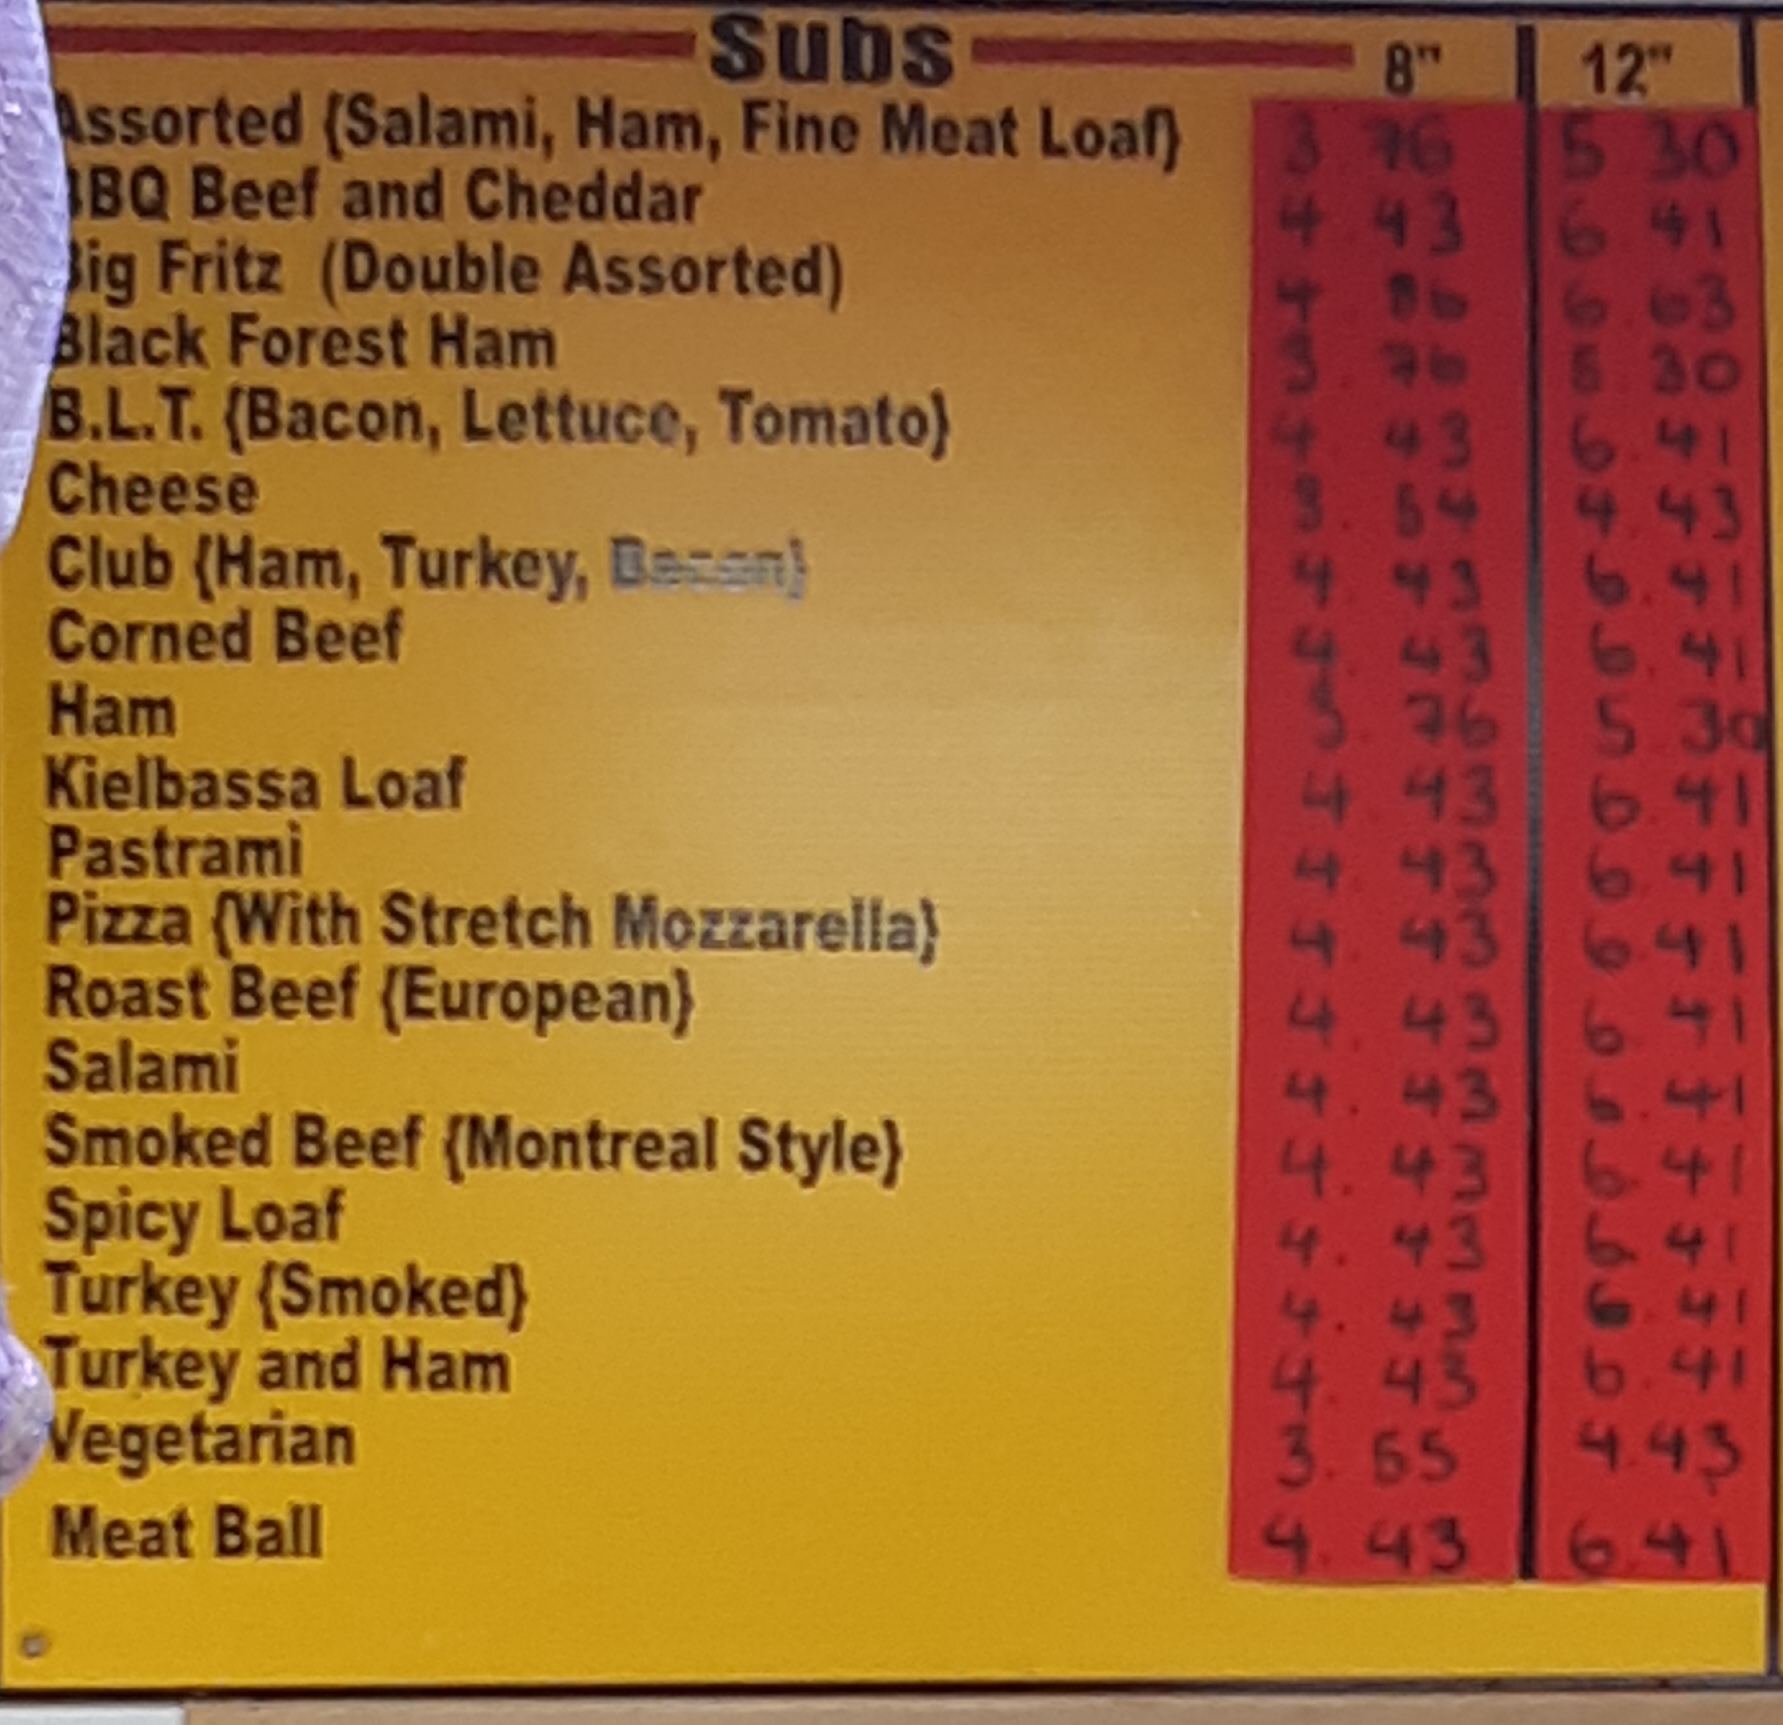 Subs 8" 12"
Assorted {Salami, Ham, Fine Meat Loaf} 3 76 5 30
BBQ Beef and Cheddar 4 43 6 41
Big Fritz (Double Assorted) 4 86 6.63
Black Forest Ham 3.76 5 30
B.L.T. {Bacon, Lettuce, Tomato} 4.43 6.41
Cheese 3.54 4.43
Club {Ham, Turkey, Bacon} 4.43 6.41
Corned Beef 4.43 6.41
Ham 3.76 5.30
Kielbassa Loaf 4 43 6 41
Pastrami 4.43 6.41
Pizza {With Stretch Mozzarella} 4.43 6.41
Roast Beef {European} 4.43 6 41
Salami 4.43 6.41
Smoked Beef {Montreal Style} 4.43 6.41
Spicy Loaf 4.43 6.41
Turkey {Smoked} 4.43 6.41
Turkey and Ham 4.43 6.41
Vegetarian 3.55 4.43
Meat Ball 4.43 6.41